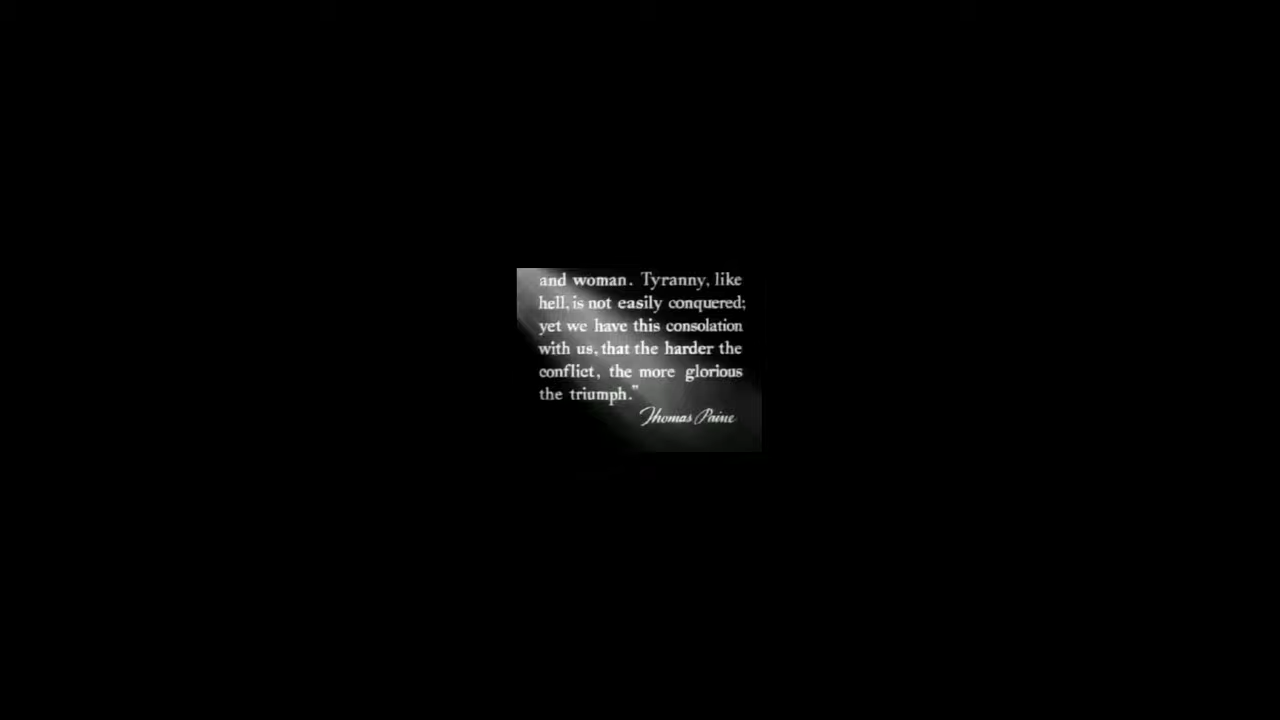 and woman. Tyranny, like
hell, is not easily conquered;
yet we have this consolation
with us, that the harder the
conflict, the more glorious
the triumph."
Thomas Paine